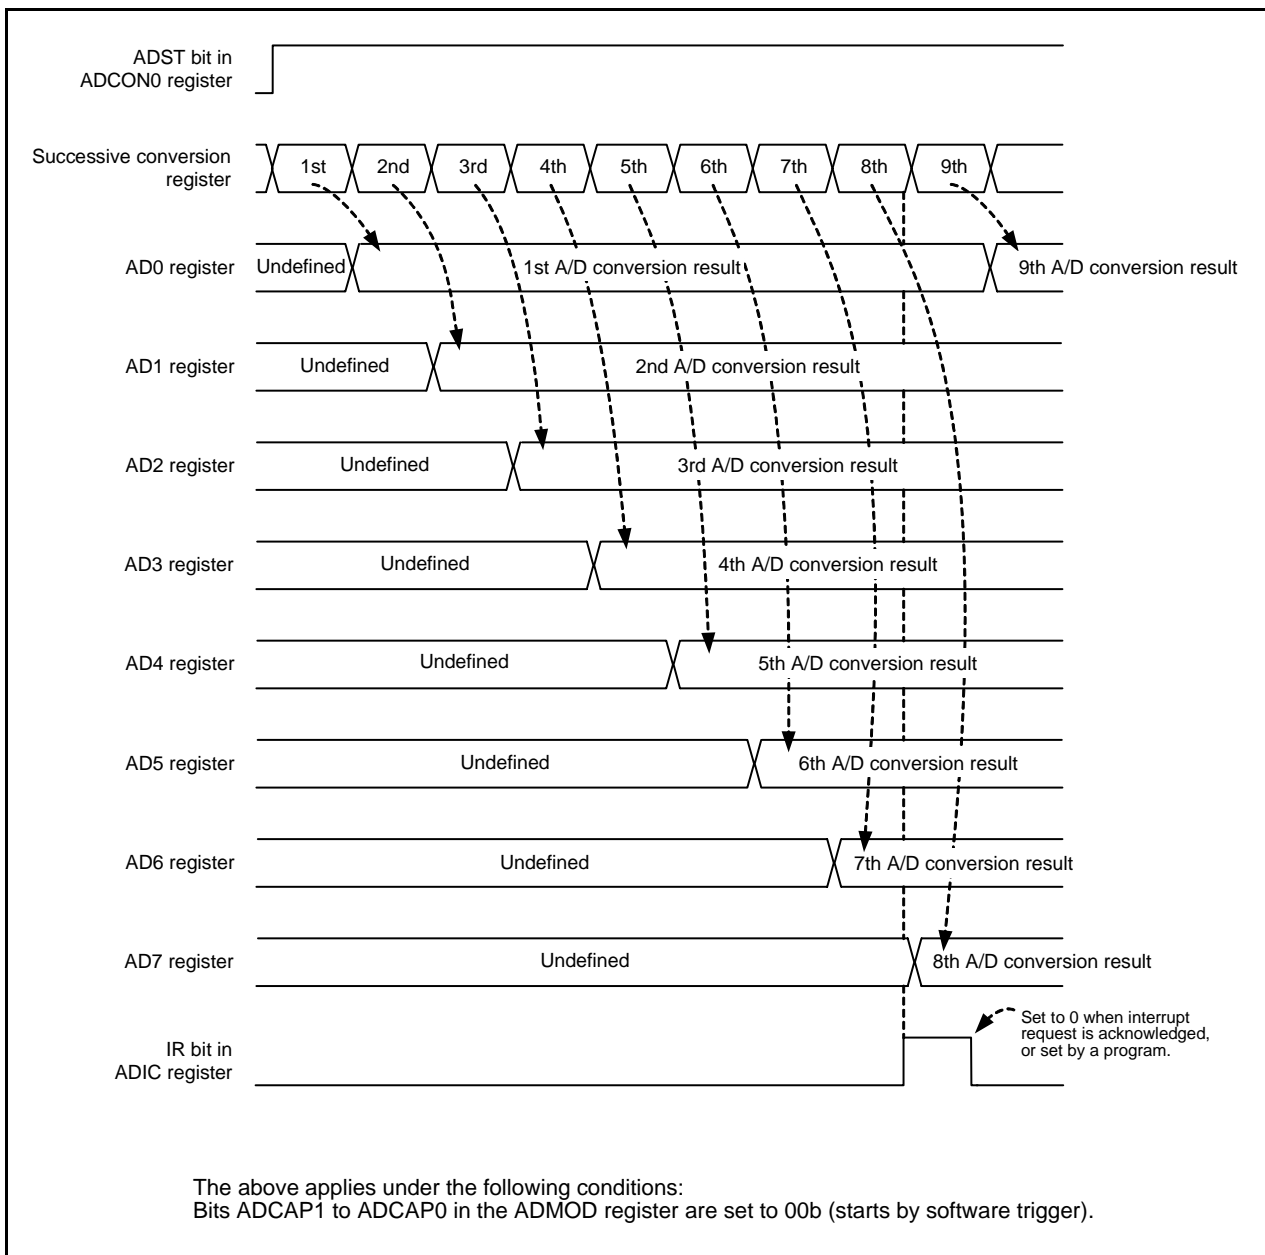 ADST bit in
ADCON0 register
Successive conversion
register
1st 2nd 3rd 4th 5th 6th 7th 8th 9th
AD0 register
Undefined
1st A/D conversion result
9th A/D conversion result
AD1 register
Undefined
2nd A/D conversion result
AD2 register
Undefined
3rd A/D conversion result
AD3 register
Undefined
4th A/D conversion result
AD4 register
Undefined
5th A/D conversion result
AD5 register
Undefined
6th A/D conversion result
AD6 register
Undefined
7th A/D conversion result
AD7 register
Undefined
8th A/D conversion result
IR bit in
ADIC register
Set to 0 when interrupt
request is acknowledged,
or set by a program.
The above applies under the following conditions:
Bits ADCAP1 to ADCAP0 in the ADMOD register are set to 00b (starts by software trigger).